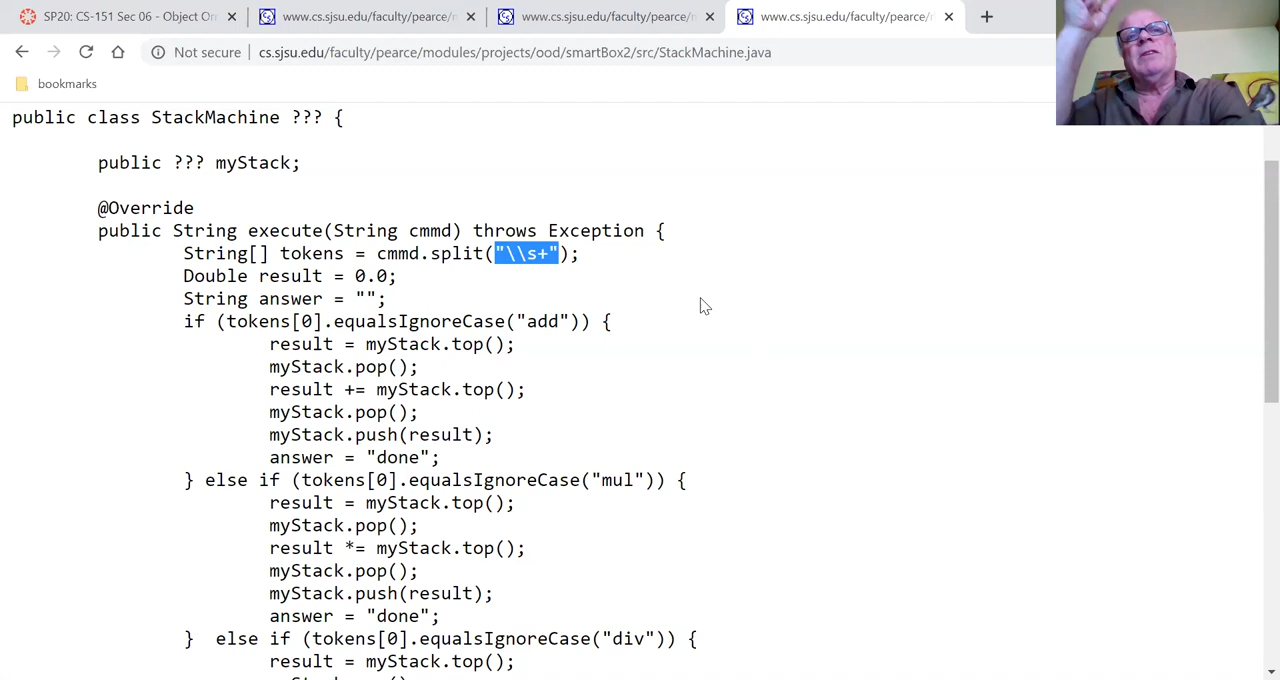 SP20: CS-151 Sec 06 - Object Or
www.cs.sjsu.edu/faculty/pearce/m
www.cs.sjsu.edu/faculty/pearce/m
www.cs.sjsu.edu/faculty/pearce/m
Not secure cs.sjsu.edu/faculty/pearce/modules/projects/ood/smartBox2/src/StackMachine.java
bookmarks
public class StackMachine ??? {
public ??? myStack;
@Override
public String execute(String cmmd) throws Exception {
String[] tokens = cmmd.split("\\s+");
Double result = 0.0;
String answer = "";
if (tokens[0].equalsIgnoreCase("add")) {
result = myStack.top();
myStack.pop();
result += myStack.top();
myStack.pop();
myStack.push(result);
answer = "done";
} else if (tokens[0].equalsIgnoreCase("mul")) {
result = myStack.top();
myStack.pop();
result *= myStack.top();
myStack.pop();
myStack.push(result);
answer = "done";
} else if (tokens[0].equalsIgnoreCase("div")) {
result = myStack.top();